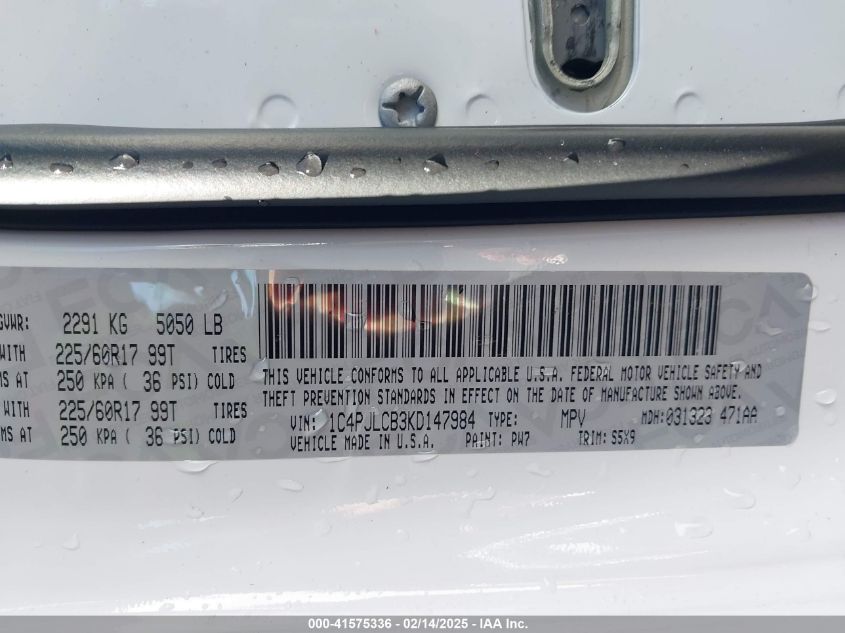 GVWR: 2291 KG 5050 LB
WITH 225/60R17 99T TIRES
MS AT 250 KPA ( 36 PSI) COLD
WITH 225/60R17 99T TIRES
MS AT 250 KPA ( 36 PSI) COLD
THIS VEHICLE CONFORMS TO ALL APPLICABLE U.S.A. FEDERAL MOTOR VEHICLE SAFETY AND
THEFT PREVENTION STANDARDS IN EFFECT ON THE DATE OF MANUFACTURE SHOWN ABOVE.
VIN: 1C4PJLCB3KD147984 TYPE: MPV MDH: 031323 471AA
VEHICLE MADE IN U.S.A. PAINT: PW7 TRIM: S5X9
000-41575336 - 02/14/2025 - IAA Inc.